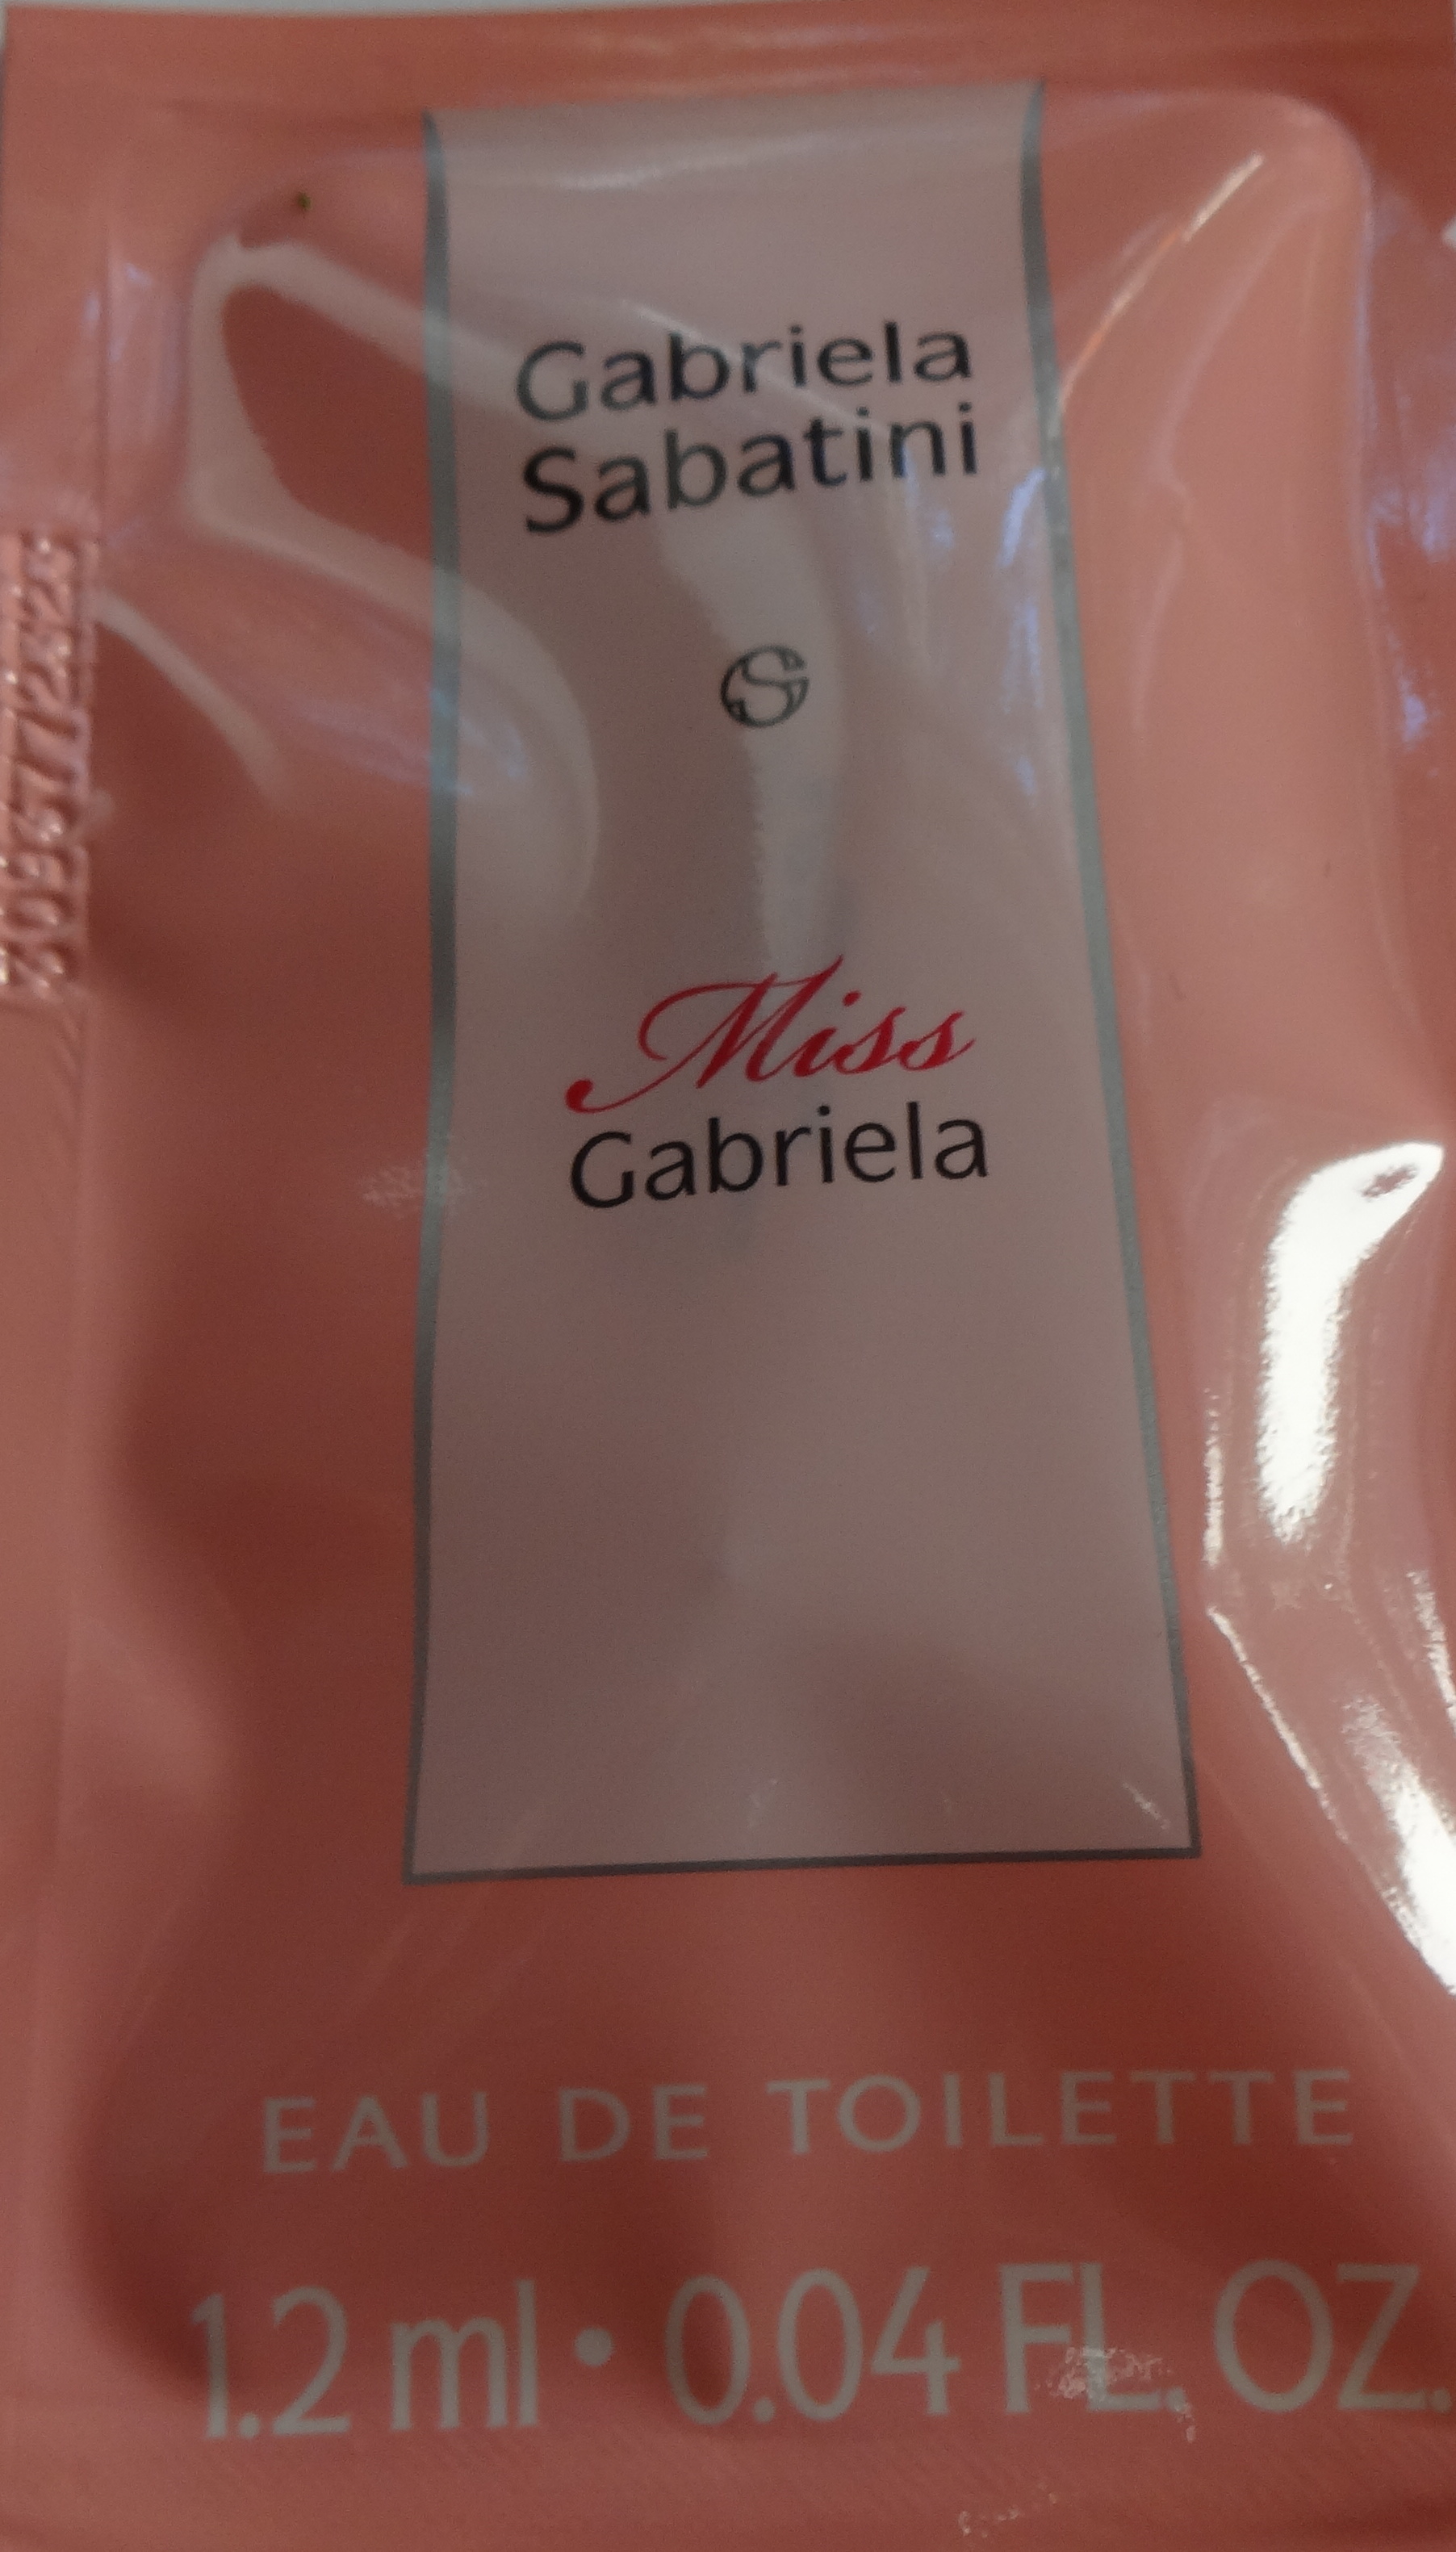 Gabriela
Sabatini
Miss
Gabriela
EAU DE TOILETTE
1.2 ml • 0.04 FL. OZ.